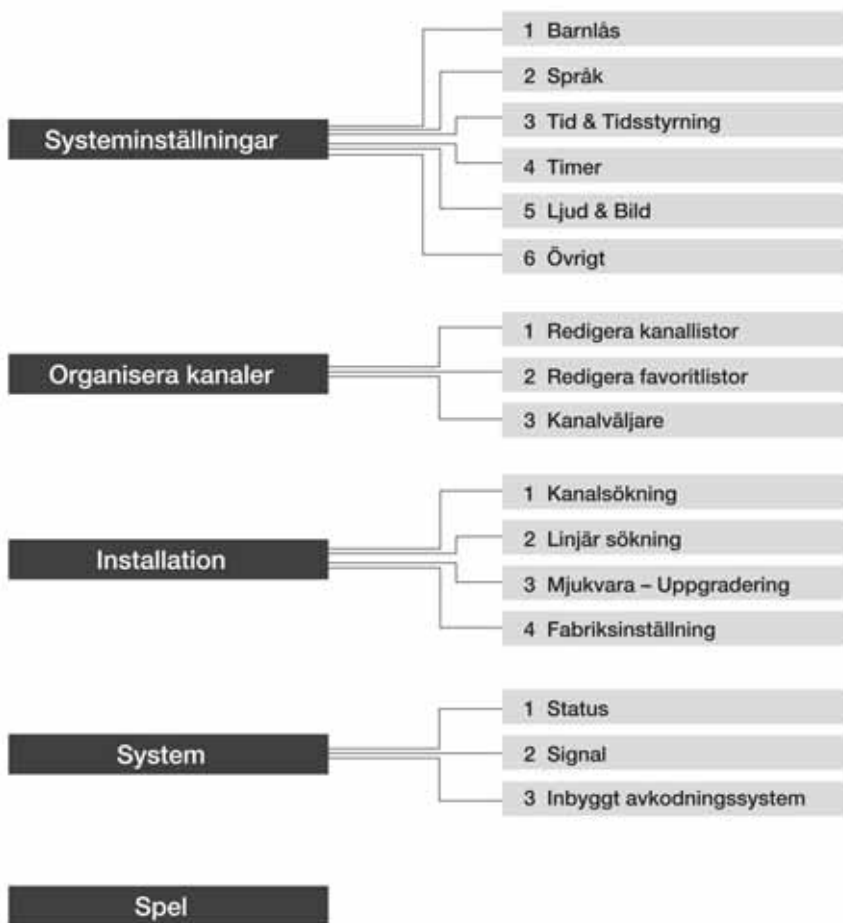 Systeminställningar
1 Barnlås
2 Språk
3 Tid & Tidsstyrning
4 Timer
5 Ljud & Bild
6 Övrigt
Organisera kanaler
1 Redigera kanallistor
2 Redigera favoritlistor
3 Kanalväljare
Installation
1 Kanalsökning
2 Linjär sökning
3 Mjukvara – Uppgradering
4 Fabriksinställning
System
1 Status
2 Signal
3 Inbyggt avkodningssystem
Spel